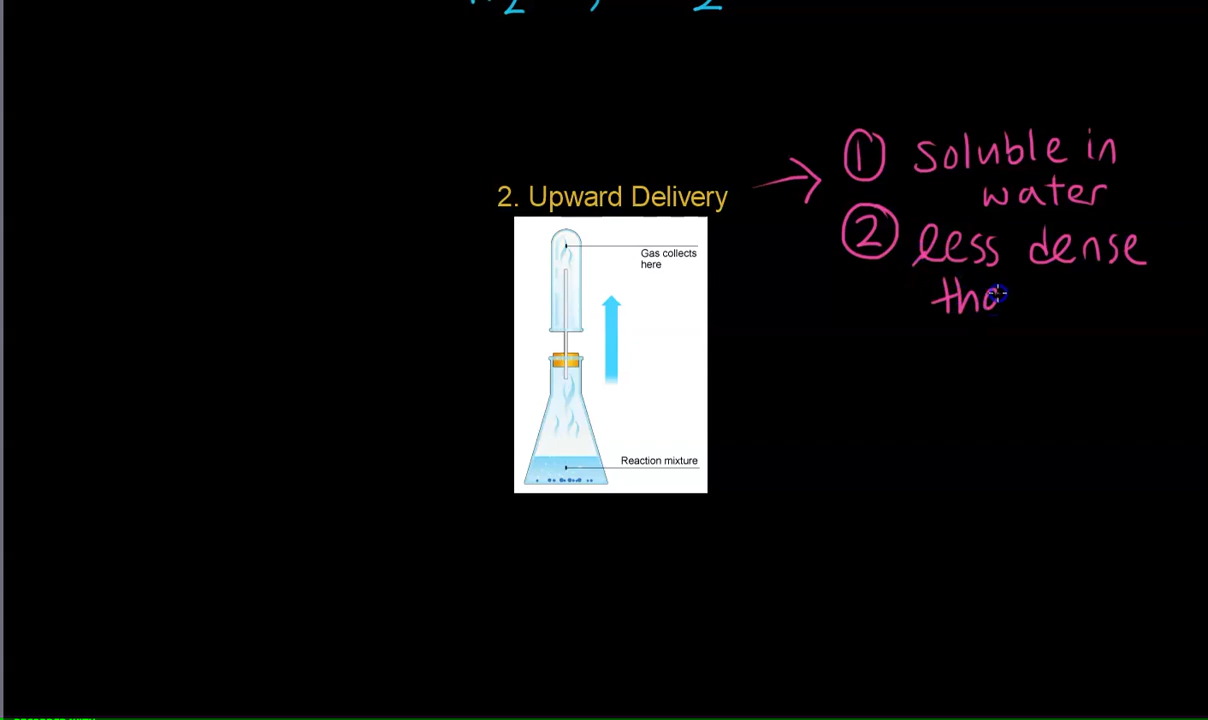 ① soluble in
water
2. Upward Delivery
② less dense
tha
Gas collects
here
Reaction mixture